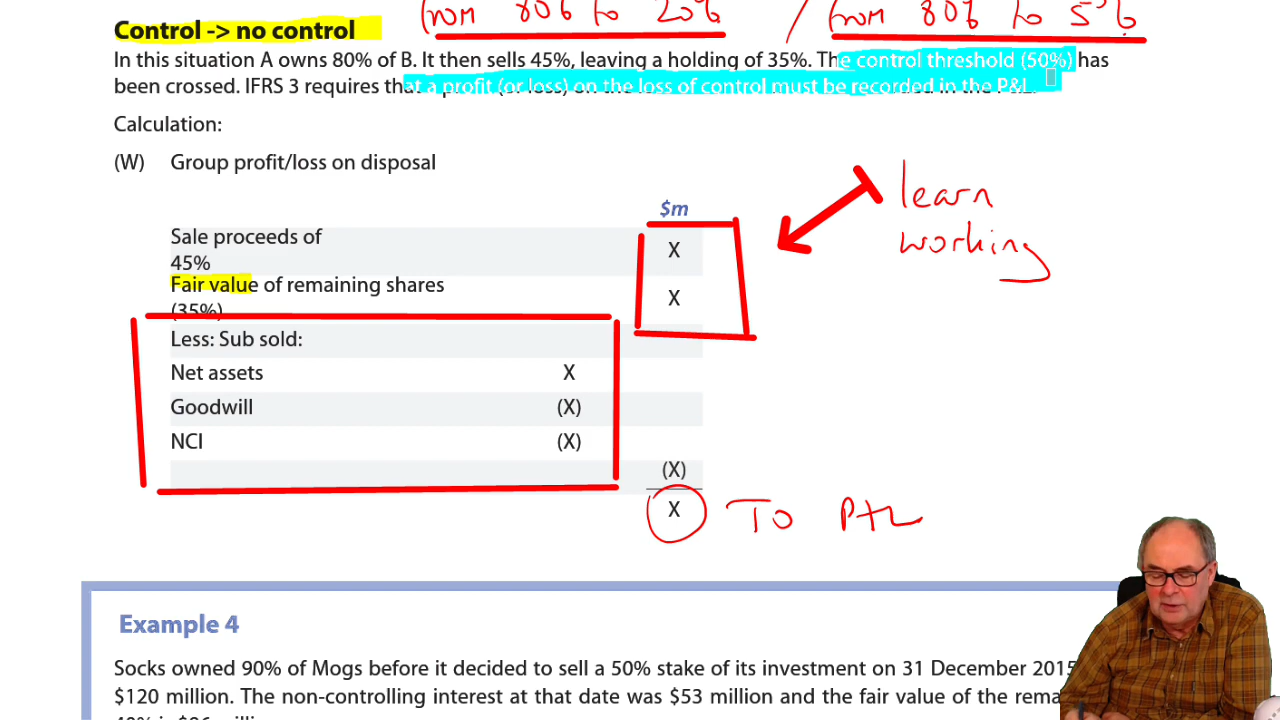 from 80% to 20% / from 80% to 5%
Control -> no control
In this situation A owns 80% of B. It then sells 45%, leaving a holding of 35%. The control threshold (50%) has
been crossed. IFRS 3 requires that a profit (or loss) on the loss of control must be recorded in the P&L.
Calculation:
(W) Group profit/loss on disposal
learn
working
$m
Sale proceeds of
45% X
Fair value of remaining shares
(35%) X
Less: Sub sold:
Net assets X
Goodwill (X)
NCI (X)
(X)
X To P+L
Example 4
Socks owned 90% of Mogs before it decided to sell a 50% stake of its investment on 31 December 2015
$120 million. The non-controlling interest at that date was $53 million and the fair value of the rema